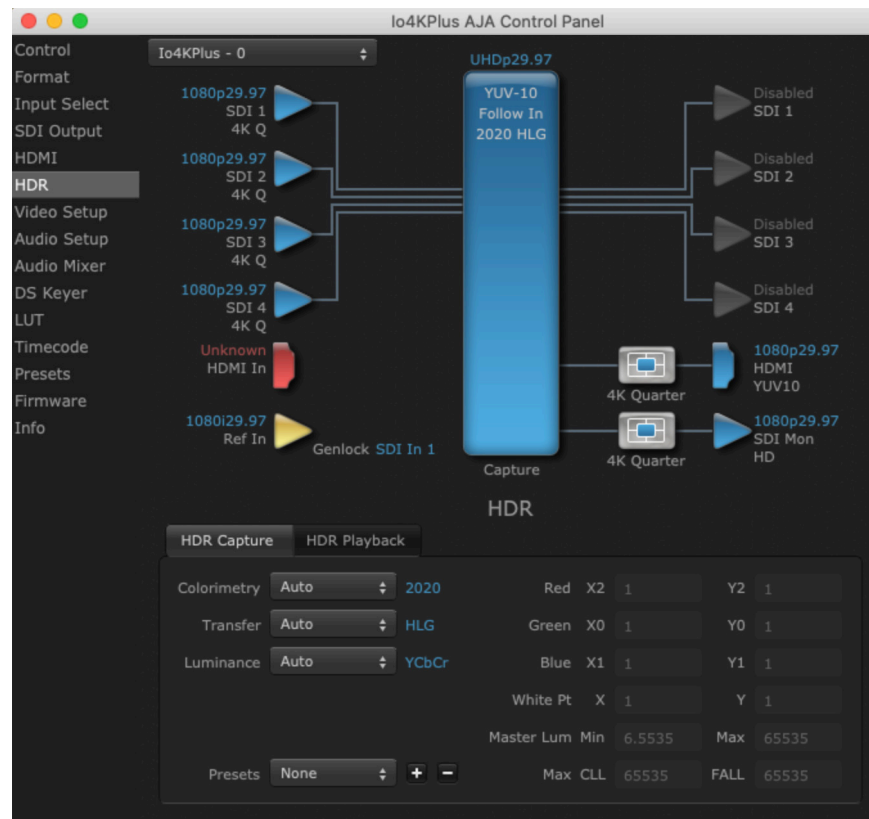 Io4KPlus AJA Control Panel
Control
Format
Input Select
SDI Output
HDMI
HDR
Video Setup
Audio Setup
Audio Mixer
DS Keyer
LUT
Timecode
Presets
Firmware
Info
Io4KPlus - 0
1080p29.97
SDI 1
4K Q
1080p29.97
SDI 2
4K Q
1080p29.97
SDI 3
4K Q
1080p29.97
SDI 4
4K Q
Unknown
HDMI In
1080i29.97
Ref In
Genlock SDI In 1
UHDp29.97
YUV-10
Follow In
2020 HLG
Capture
Disabled
SDI 1
Disabled
SDI 2
Disabled
SDI 3
Disabled
SDI 4
4K Quarter
1080p29.97
HDMI
YUV10
4K Quarter
1080p29.97
SDI Mon
HD
HDR
HDR Capture HDR Playback
Colorimetry Auto 2020 Red X2 1 Y2 1
Transfer Auto HLG Green X0 1 Y0 1
Luminance Auto YCbCr Blue X1 1 Y1 1
White Pt X 1 Y 1
Master Lum Min 6.5535 Max 65535
Presets None + - Max CLL 65535 FALL 65535